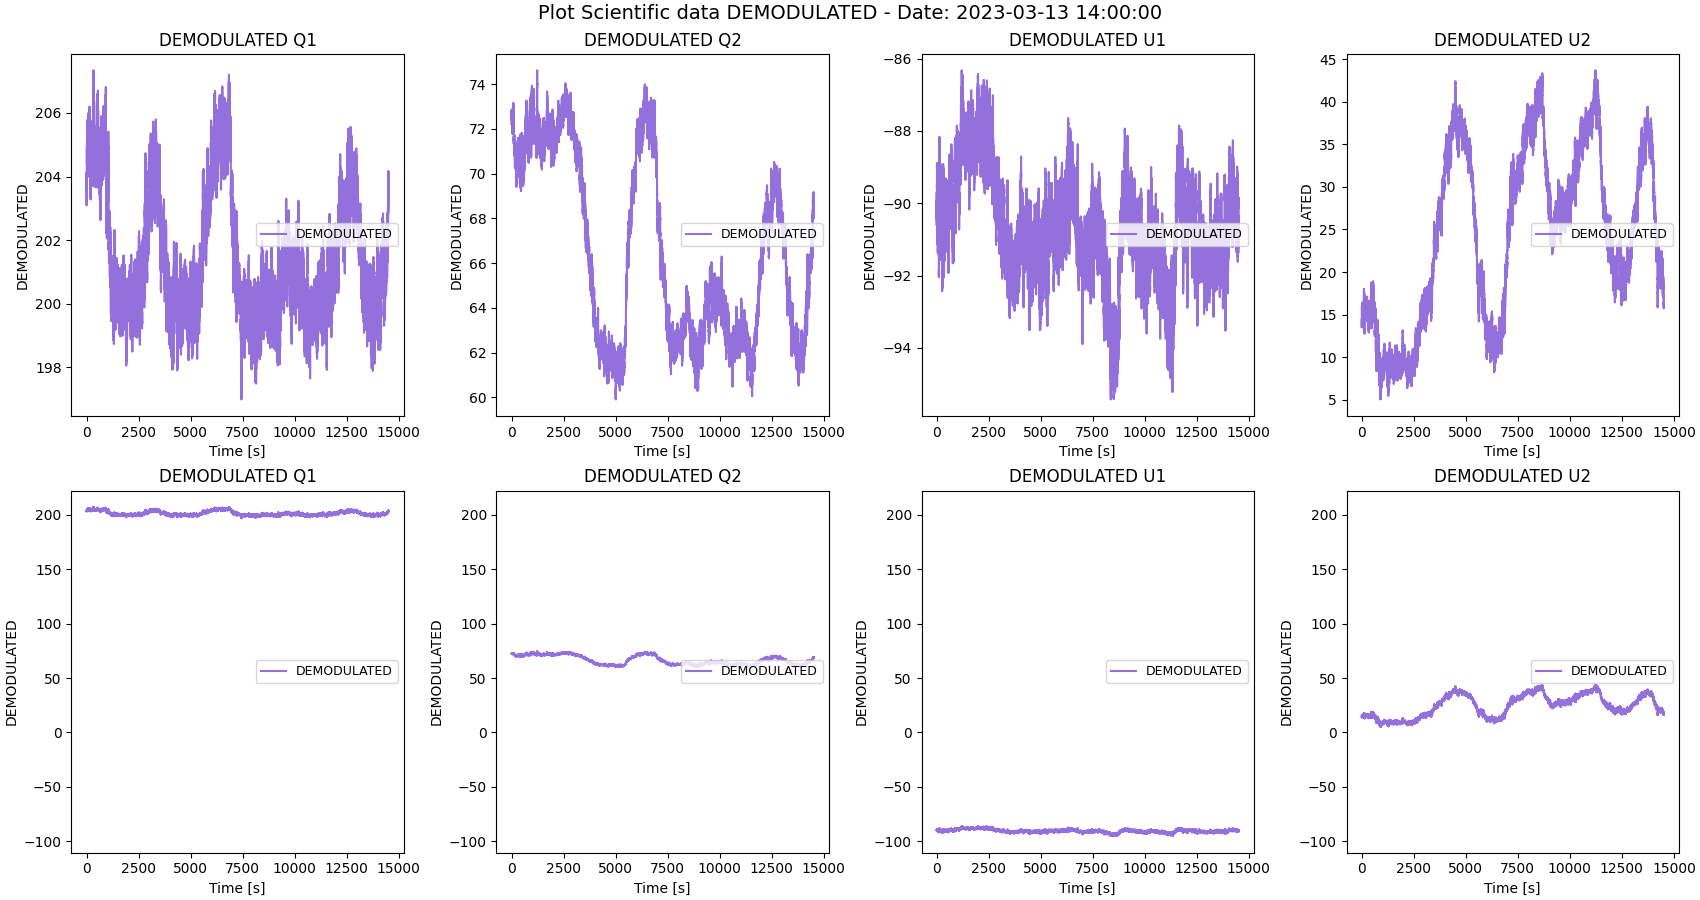 Plot Scientific data DEMODULATED - Date: 2023-03-13 14:00:00
DEMODULATED Q1
DEMODULATED
206
204
202
200
198
DEMODULATED
0 2500 5000 7500 10000 12500 15000
Time [s]
DEMODULATED Q2
DEMODULATED
74
72
70
68
66
64
62
60
DEMODULATED
0 2500 5000 7500 10000 12500 15000
Time [s]
DEMODULATED U1
DEMODULATED
−86
−88
−90
−92
−94
DEMODULATED
0 2500 5000 7500 10000 12500 15000
Time [s]
DEMODULATED U2
DEMODULATED
45
40
35
30
25
20
15
10
5
DEMODULATED
0 2500 5000 7500 10000 12500 15000
Time [s]
DEMODULATED Q1
DEMODULATED
200
150
100
50
0
−50
−100
DEMODULATED
0 2500 5000 7500 10000 12500 15000
Time [s]
DEMODULATED Q2
DEMODULATED
200
150
100
50
0
−50
−100
DEMODULATED
0 2500 5000 7500 10000 12500 15000
Time [s]
DEMODULATED U1
DEMODULATED
200
150
100
50
0
−50
−100
DEMODULATED
0 2500 5000 7500 10000 12500 15000
Time [s]
DEMODULATED U2
DEMODULATED
200
150
100
50
0
−50
−100
DEMODULATED
0 2500 5000 7500 10000 12500 15000
Time [s]